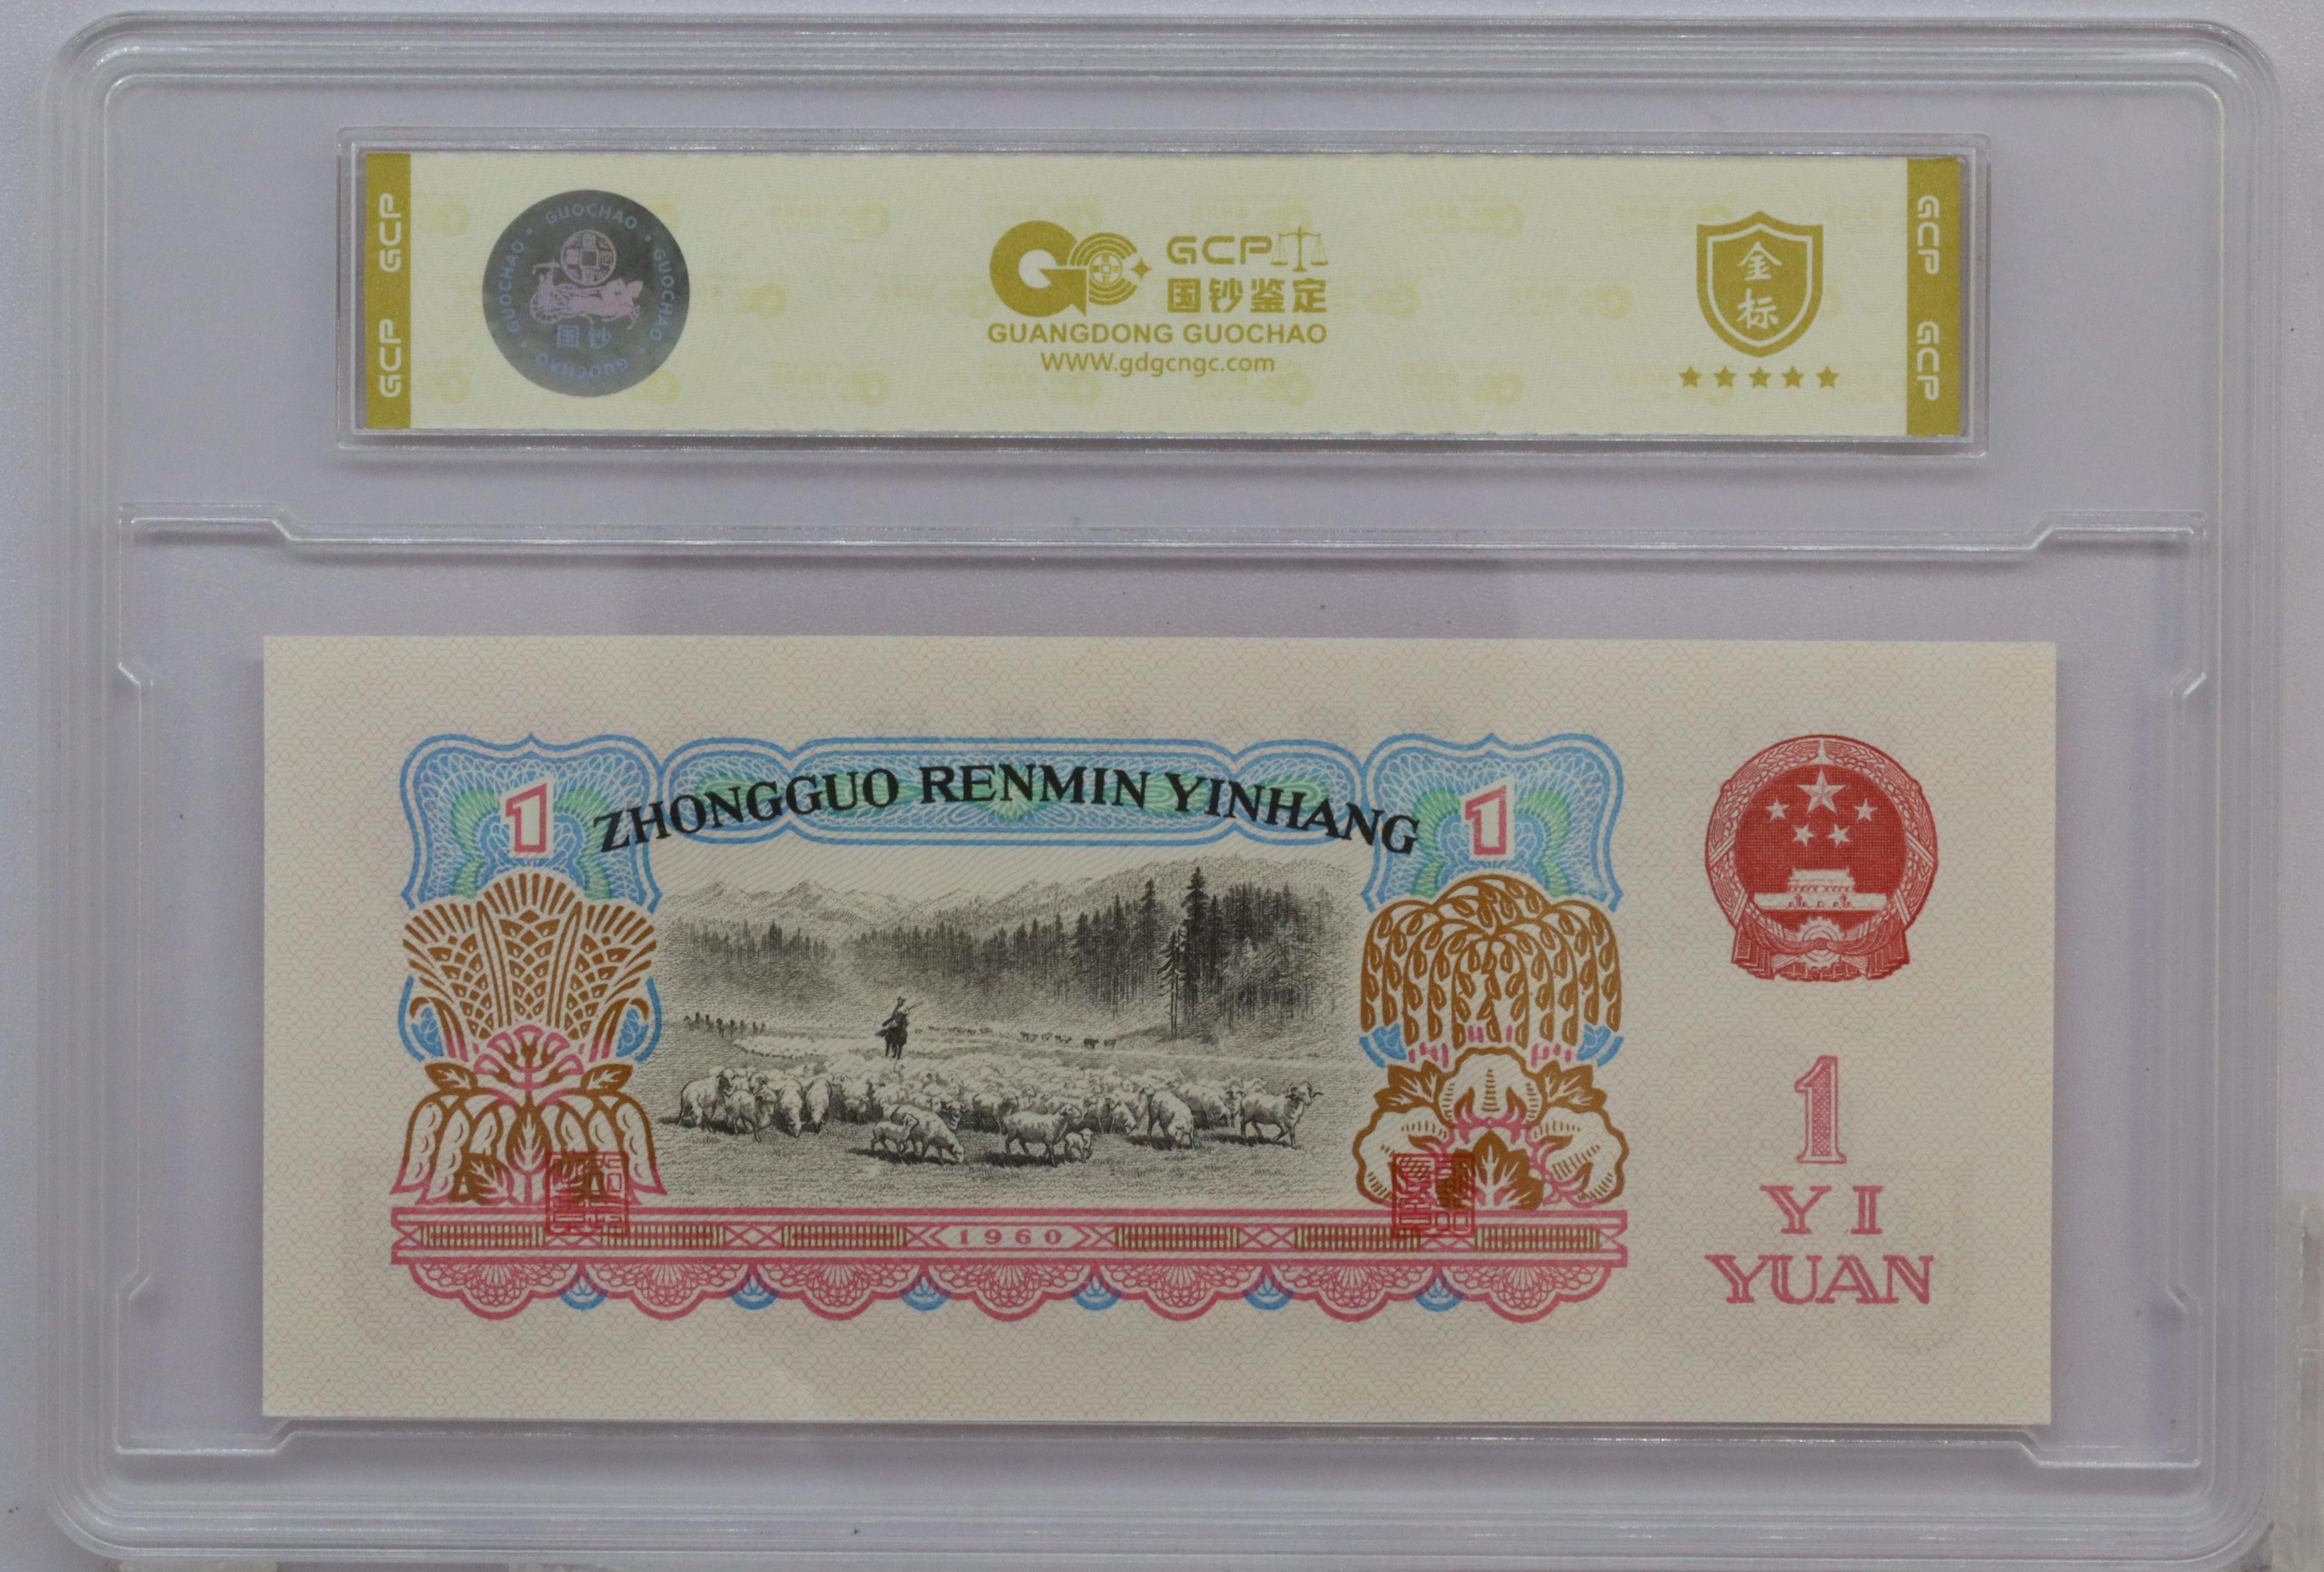 GCP GCP
GUOCHAO · GUOCHAO · GUOCHAO · GUOCHAO
国钞
GCP
国钞鉴定
GUANGDONG GUOCHAO
WWW.gdgcngc.com
金
标
GCP GCP
1
ZHONGGUO RENMIN YINHANG
1
1
YI
YUAN
1960